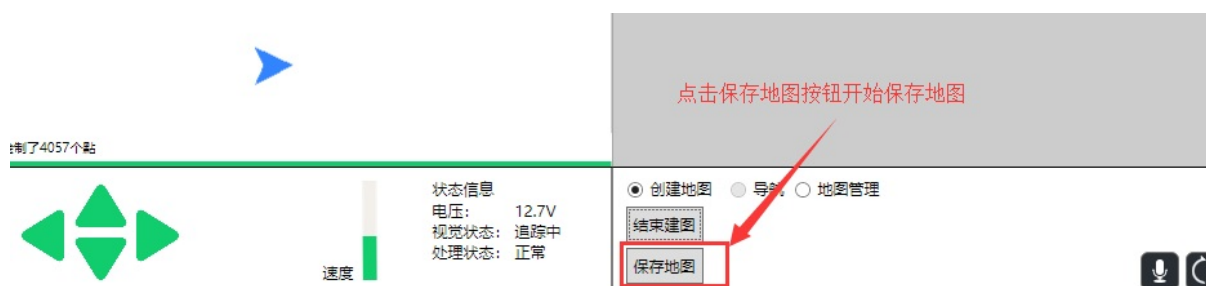 点击保存地图按钮开始保存地图
制了4057个點
状态信息
电压： 12.7V
视觉状态： 追踪中
处理状态： 正常
速度
创建地图 导航 地图管理
结束建图
保存地图